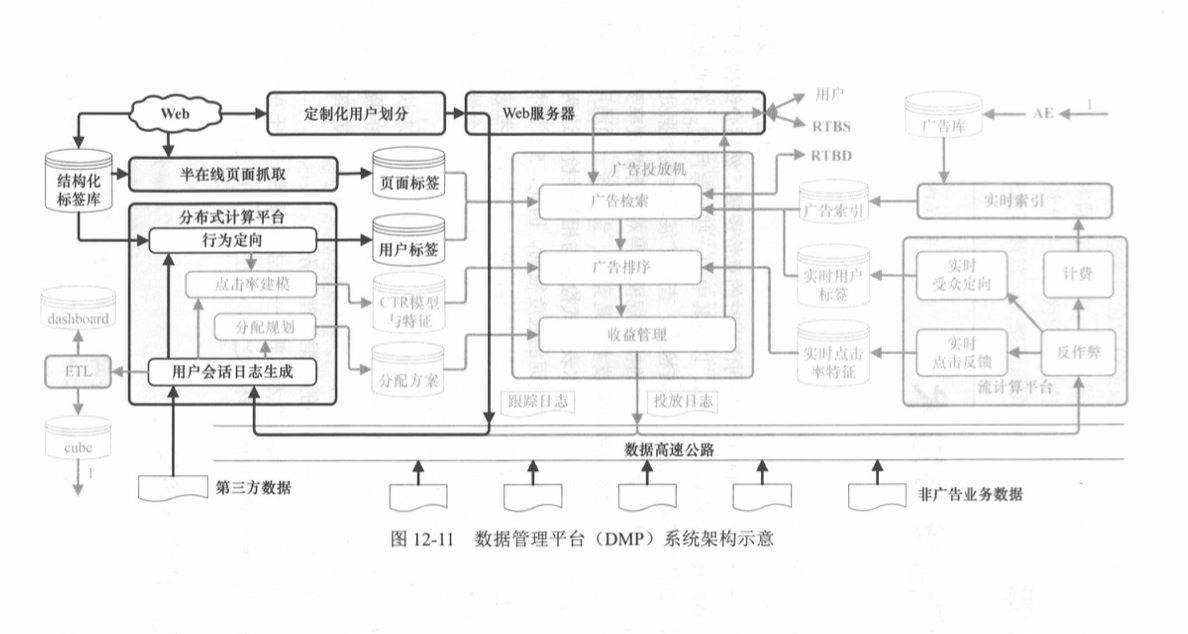 Web
定制化用户划分
Web服务器
用户
RTBS
RTBD
广告库
AE
1
结构化
标签库
半在线页面抓取
页面标签
广告投放机
广告检索
广告索引
实时索引
分布式计算平台
行为定向
用户标签
点击率建模
CTR模型
与特征
广告排序
实时用户
标签
实时
受众定向
计费
dashboard
分配规划
分配方案
收益管理
实时点击
率特征
实时
点击反馈
反作弊
流计算平台
ETL
用户会话日志生成
跟踪日志
投放日志
cube
1
数据高速公路
第三方数据
非广告业务数据
图 12-11 数据管理平台（DMP）系统架构示意